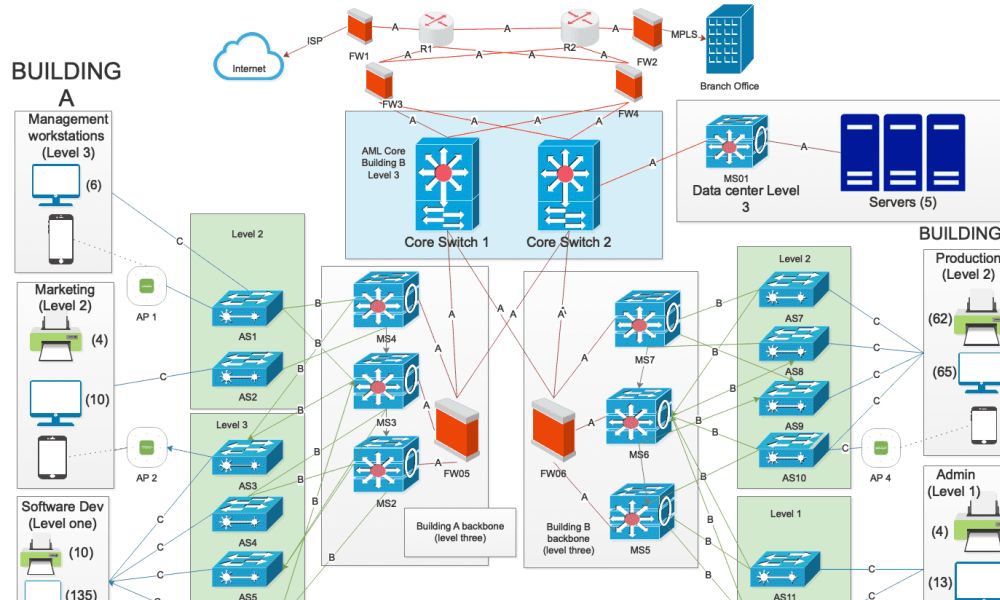 ISP
A
A
A
MPLS
R1
R2
FW1
FW2
A
A
A
A
Internet
Branch Office
BUILDING
A
FW3
FW4
A
A
A
A
Management
workstations
(Level 3)
(6)
AML Core
Building B
Level 3
Core Switch 1
Core Switch 2
A
MS01
A
Data center Level
3
Servers (5)
C
AP 1
Level 2
AS1
AS2
B
B
BUILDING
Production
(Level 2)
(62)
(65)
Marketing
(Level 2)
(4)
(10)
C
AP 2
Level 3
AS3
AS4
AS5
B
B
B
B
B
MS4
MS3
MS2
A
A
A
A
A
A
A
A
A
A
A
FW05
FW06
Building A backbone
(level three)
Building B
backbone
(level three)
MS7
MS6
MS5
B
B
B
B
B
B
B
B
Level 2
AS7
AS8
AS9
AS10
C
C
C
C
AP 4
Software Dev
(Level one)
(10)
(135)
C
C
C
C
Level 1
AS11
C
C
Admin
(Level 1)
(4)
(13)